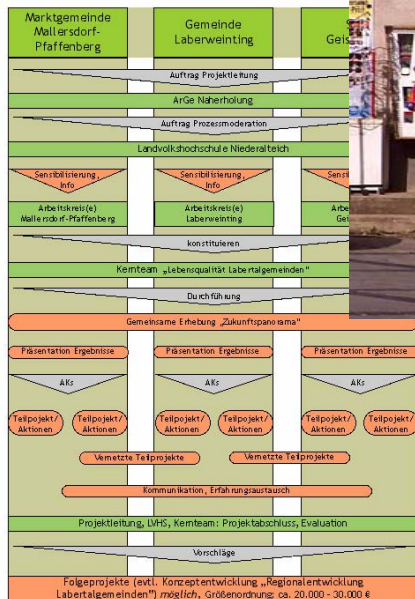 Marktgemeinde
Mallersdorf-
Pfaffenberg
Gemeinde
Laberweinting
Geis
Auftrag Projektleitung
ArGe Naherholung
Auftrag Prozessmoderation
Landvolkshochschule Niederalteich
Sensibilisierung,
Info
Sensibilisierung,
Info
Arbeitskreis(e)
Mallersdorf-Pfaffenberg
Arbeitskreis(e)
Laberweinting
konstituieren
Kernteam „Lebensqualität Labertalgemeinden“
Durchführung
Gemeinsame Erhebung „Zukunftspanorama“
Präsentation Ergebnisse
Präsentation Ergebnisse
Präsentation Ergebnisse
AKs
AKs
AKs
Teilprojekt/
Aktionen
Teilprojekt/
Aktionen
Teilprojekt/
Aktionen
Teilprojekt/
Aktionen
Teilprojekt/
Aktionen
Teilprojekt/
Aktionen
Vernetzte Teilprojekte
Vernetzte Teilprojekte
Kommunikation, Erfahrungsaustausch
Projektleitung, LVHS, Kernteam: Projektabschluss, Evaluation
Vorschläge
Folgeprojekte (evtl. Konzeptentwicklung „Regionalentwicklung
Labertalgemeinden“) möglich, Größenordnung: ca. 20.000 - 30.000 €